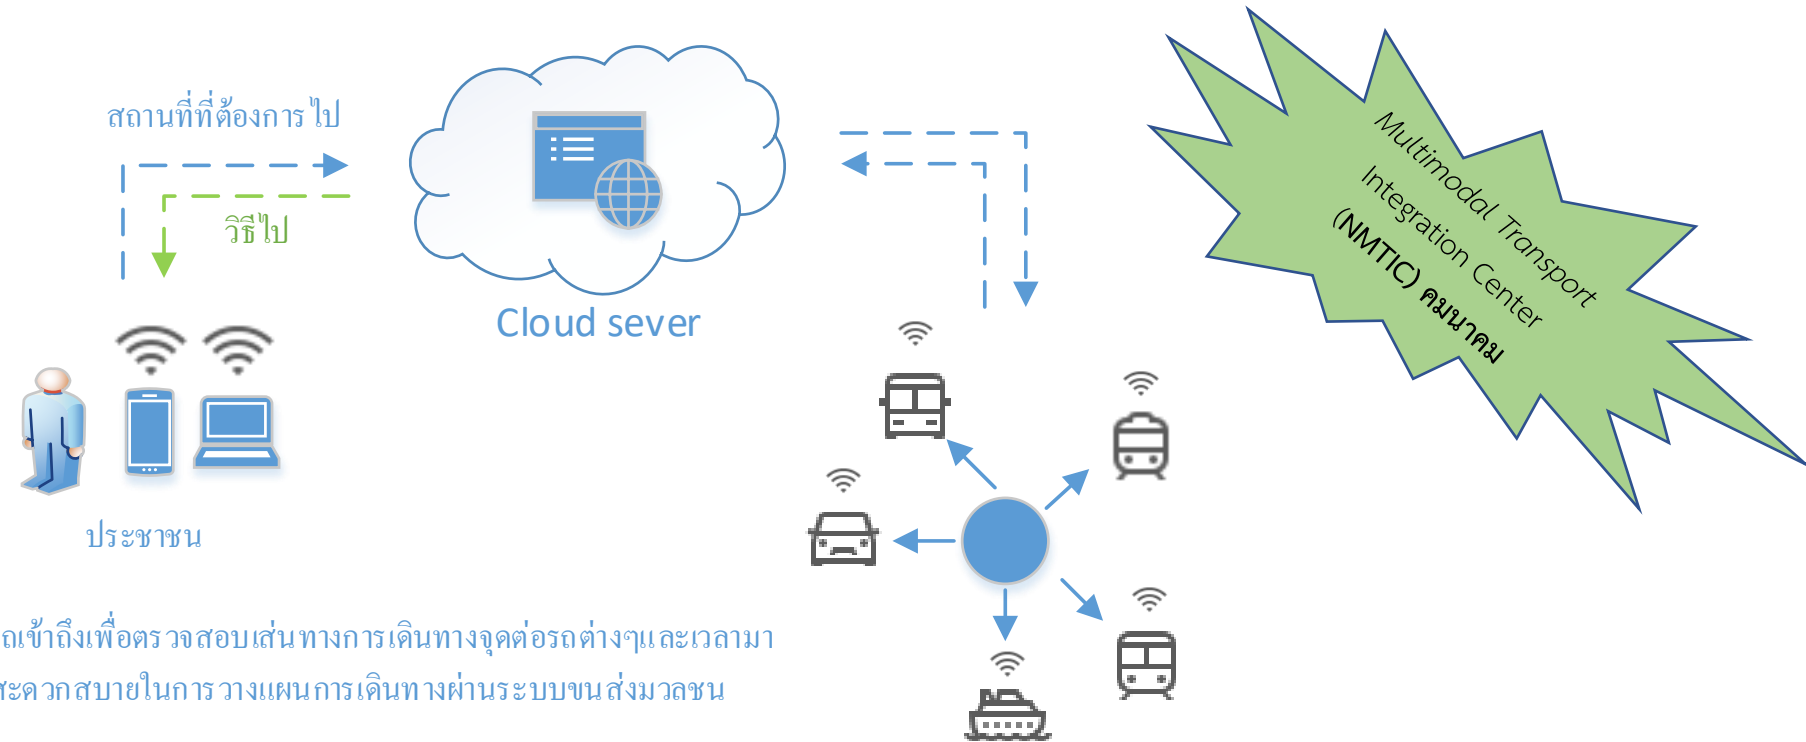 สถานที่ที่ต้องการไป
วิธีไป
Cloud sever
Multimodal Transport
Integration Center
(NMTIC) คมนาคม
ประชาชน
เข้าถึงเพื่อตรวจสอบเส้นทางการเดินทางจุดต่อรถต่างๆและเวลามา
สะดวกสบายในการวางแผนการเดินทางผ่านระบบขนส่งมวลชน